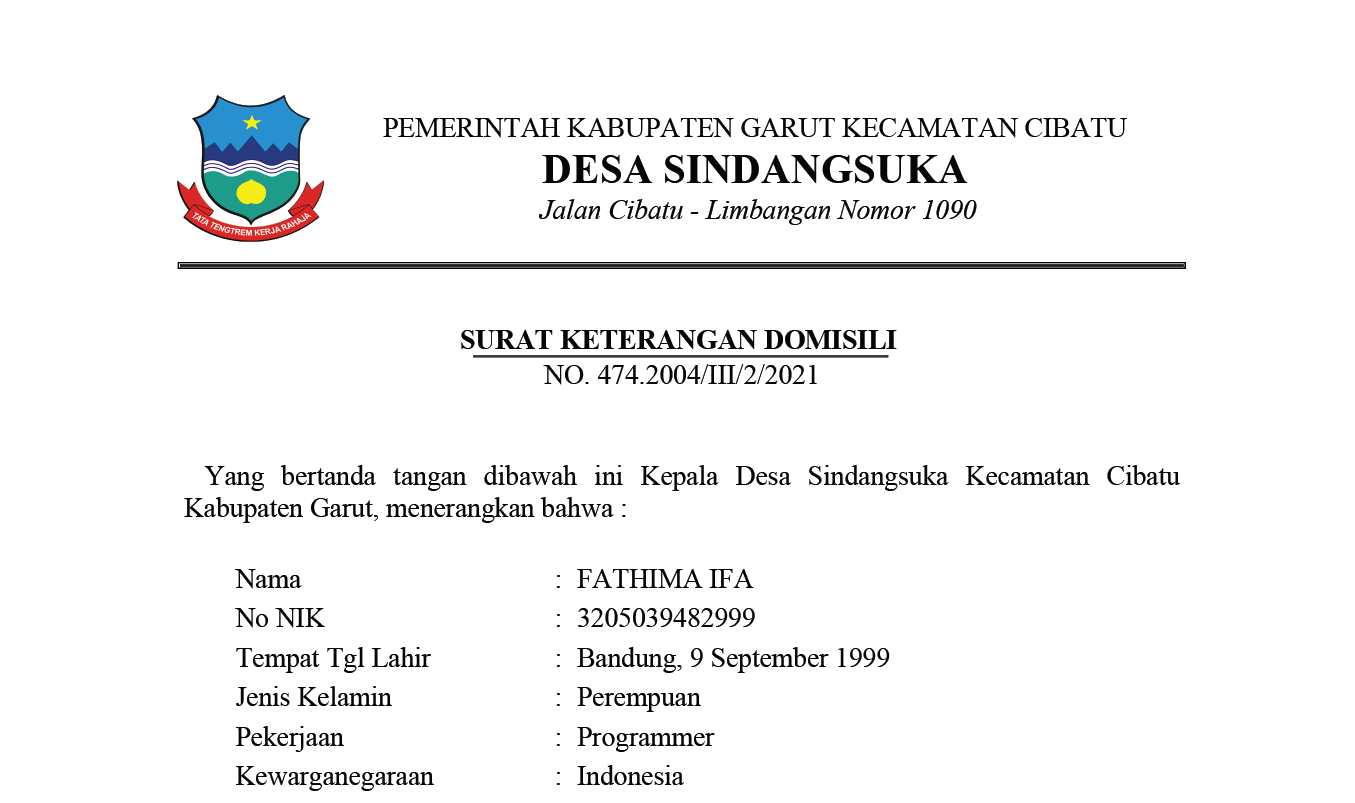 PEMERINTAH KABUPATEN GARUT KECAMATAN CIBATU
DESA SINDANGSUKA
Jalan Cibatu - Limbangan Nomor 1090
TATA TENGTREM KERJA RAHAJA
SURAT KETERANGAN DOMISILI
NO. 474.2004/III/2/2021
Yang bertanda tangan dibawah ini Kepala Desa Sindangsuka Kecamatan Cibatu
Kabupaten Garut, menerangkan bahwa :
Nama : FATHIMA IFA
No NIK : 3205039482999
Tempat Tgl Lahir : Bandung, 9 September 1999
Jenis Kelamin : Perempuan
Pekerjaan : Programmer
Kewarganegaraan : Indonesia